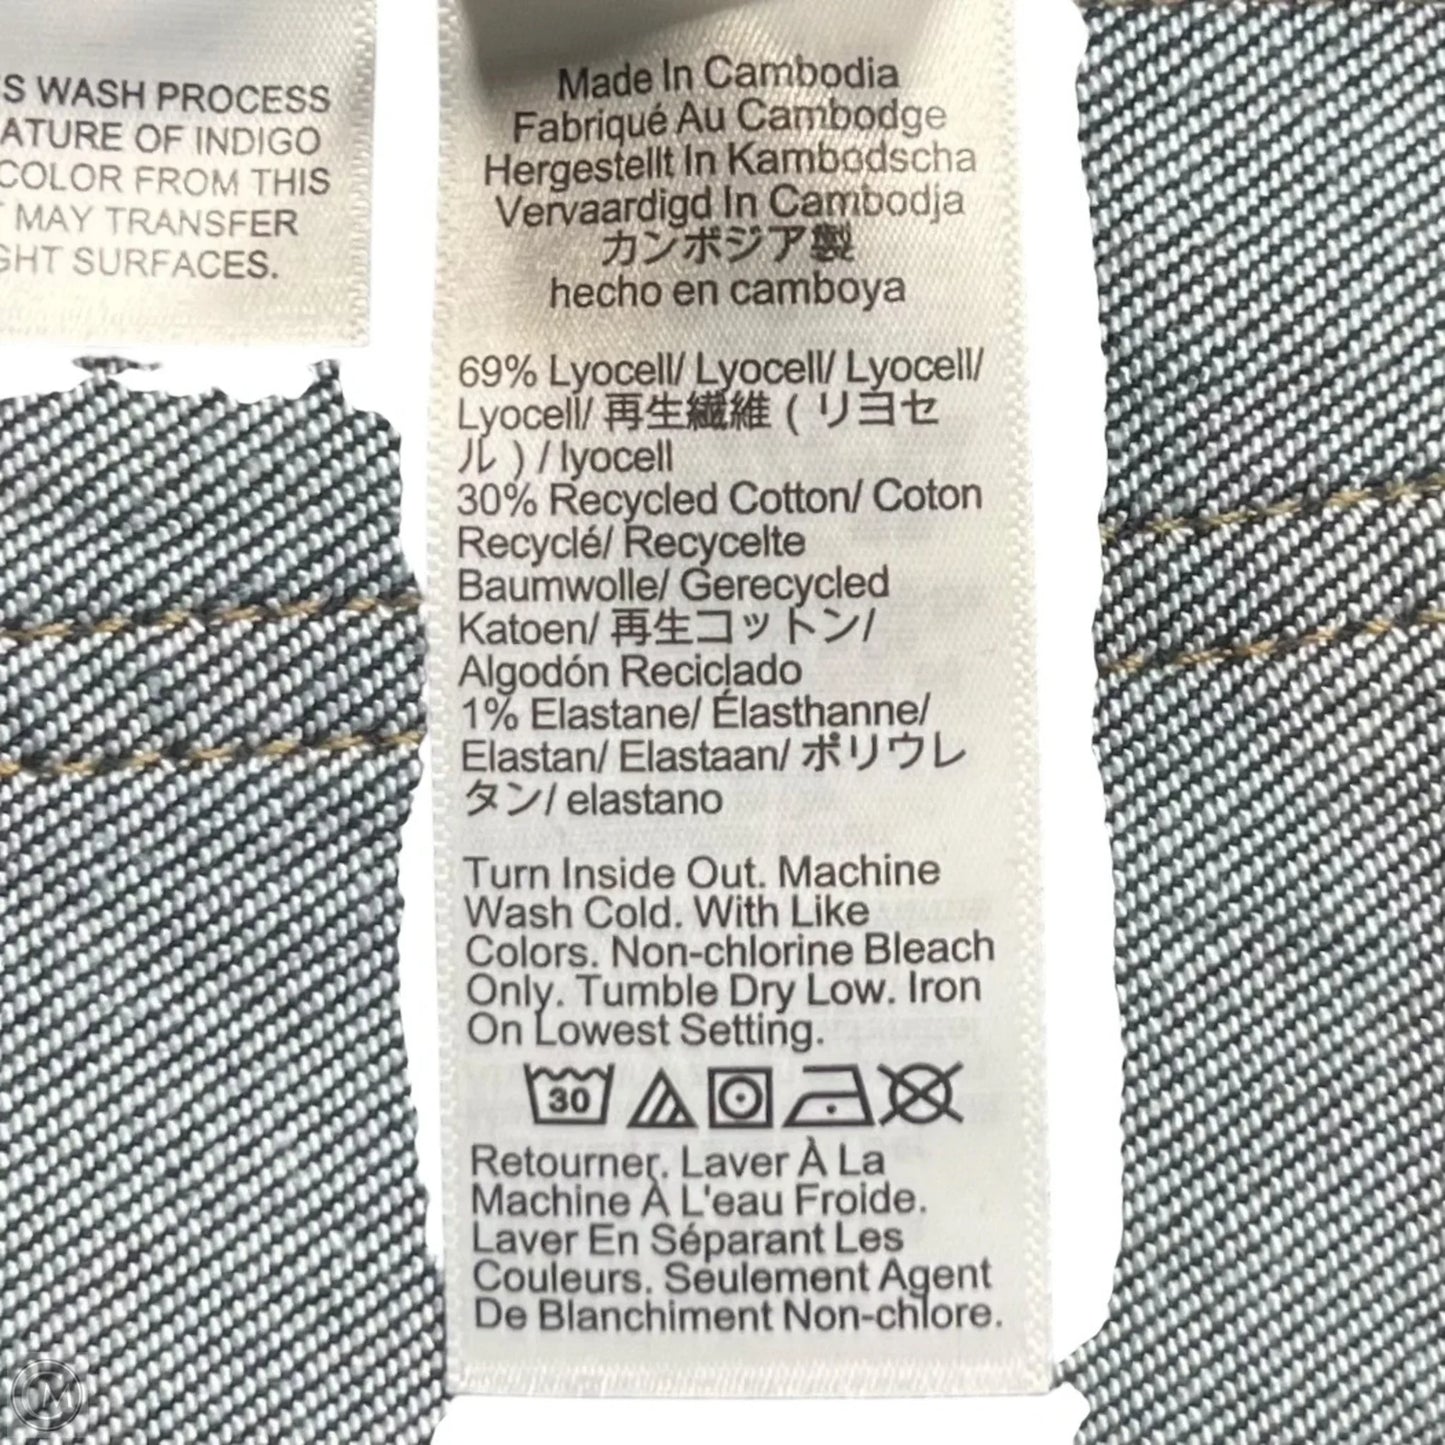 S WASH PROCESS
ATURE OF INDIGO
COLOR FROM THIS
MAY TRANSFER
GHT SURFACES.
Made In Cambodia
Fabriqué Au Cambodge
Hergestellt In Kambodscha
Vervaardigd In Cambodja
カンボジア製
hecho en camboya
69% Lyocell/ Lyocell/ Lyocell/
Lyocell/ 再生繊維 ( リヨセ
ル ) / lyocell
30% Recycled Cotton/ Coton
Recyclé/ Recycelte
Baumwolle/ Gerecycled
Katoen/ 再生コットン/
Algodón Reciclado
1% Elastane/ Élasthanne/
Elastan/ Elastaan/ ポリウレ
タン/ elastano
Turn Inside Out. Machine
Wash Cold. With Like
Colors. Non-chlorine Bleach
Only. Tumble Dry Low. Iron
On Lowest Setting.
30
Retourner. Laver À La
Machine À L'eau Froide.
Laver En Séparant Les
Couleurs. Seulement Agent
De Blanchiment Non-chlore.
CM